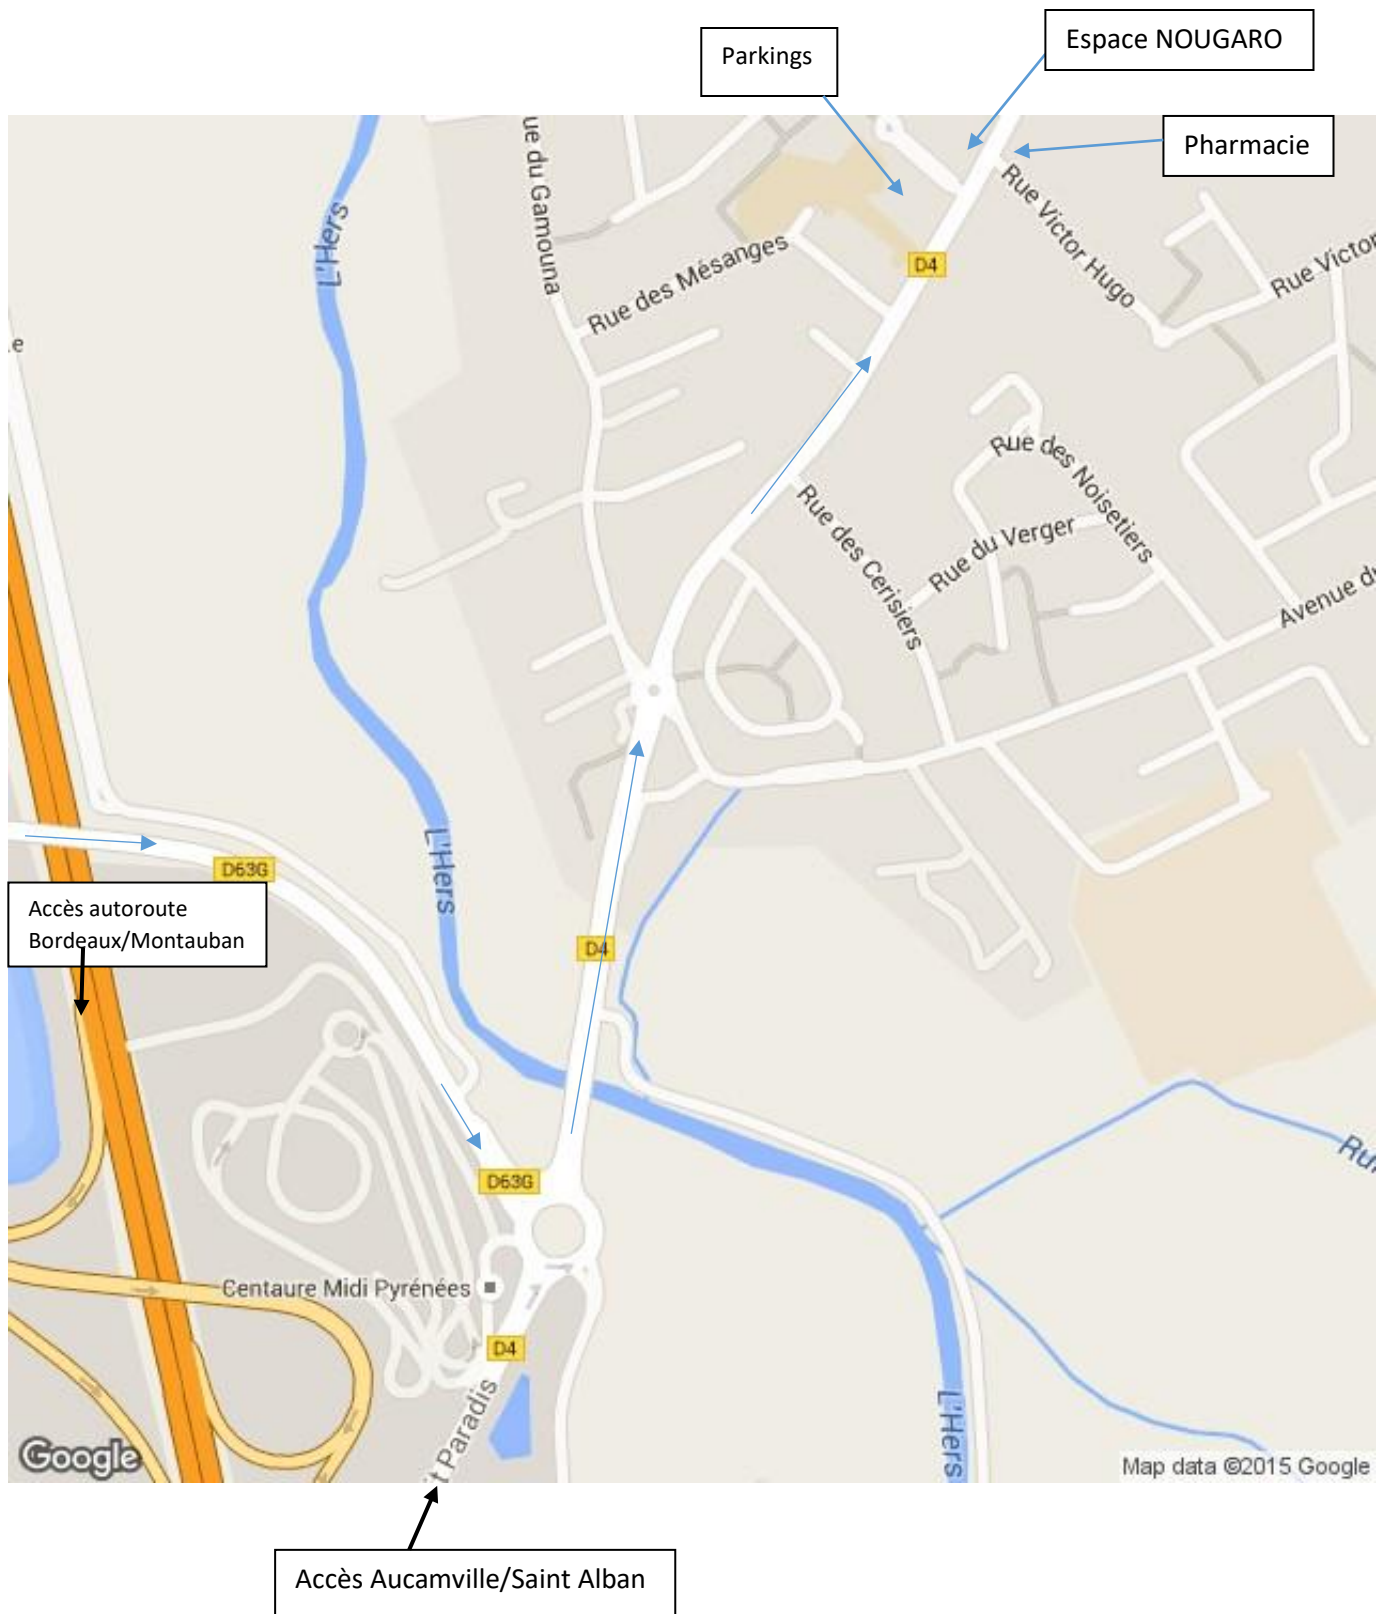 Espace NOUGARO
Parkings
Pharmacie
ue du Gamouna
L'Hers
Rue Victor Hugo
Rue des Mésanges
D4
Rue Victor
e
Rue des Noisetiers
Rue des Cerisiers
Rue du Verger
Avenue du
L'Hers
D63G
Accès autoroute
Bordeaux/Montauban
D4
D63G
Centaure Midi Pyrénées
D4
t Paradis
L'Hers
Google
Map data ©2015 Google
Accès Aucamville/Saint Alban